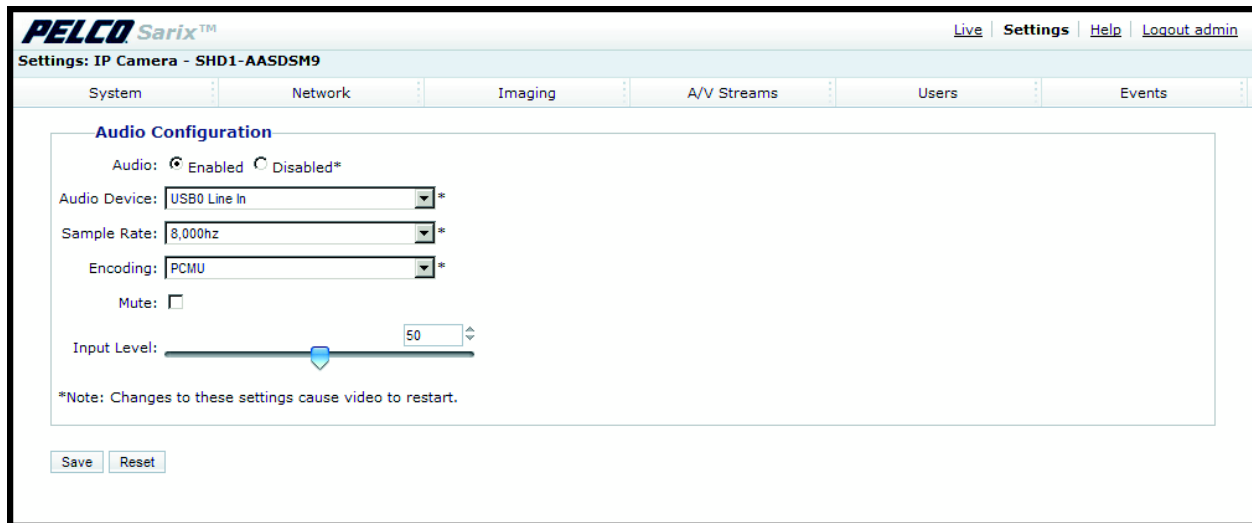 PELCO Sarix™ Live Settings Help Logout admin
Settings: IP Camera - SHD1-AASDSM9
System Network Imaging A/V Streams Users Events
Audio Configuration
Audio: Enabled Disabled*
Audio Device: USB0 Line In *
Sample Rate: 8,000hz *
Encoding: PCMU *
Mute:
50
Input Level:
*Note: Changes to these settings cause video to restart.
Save Reset